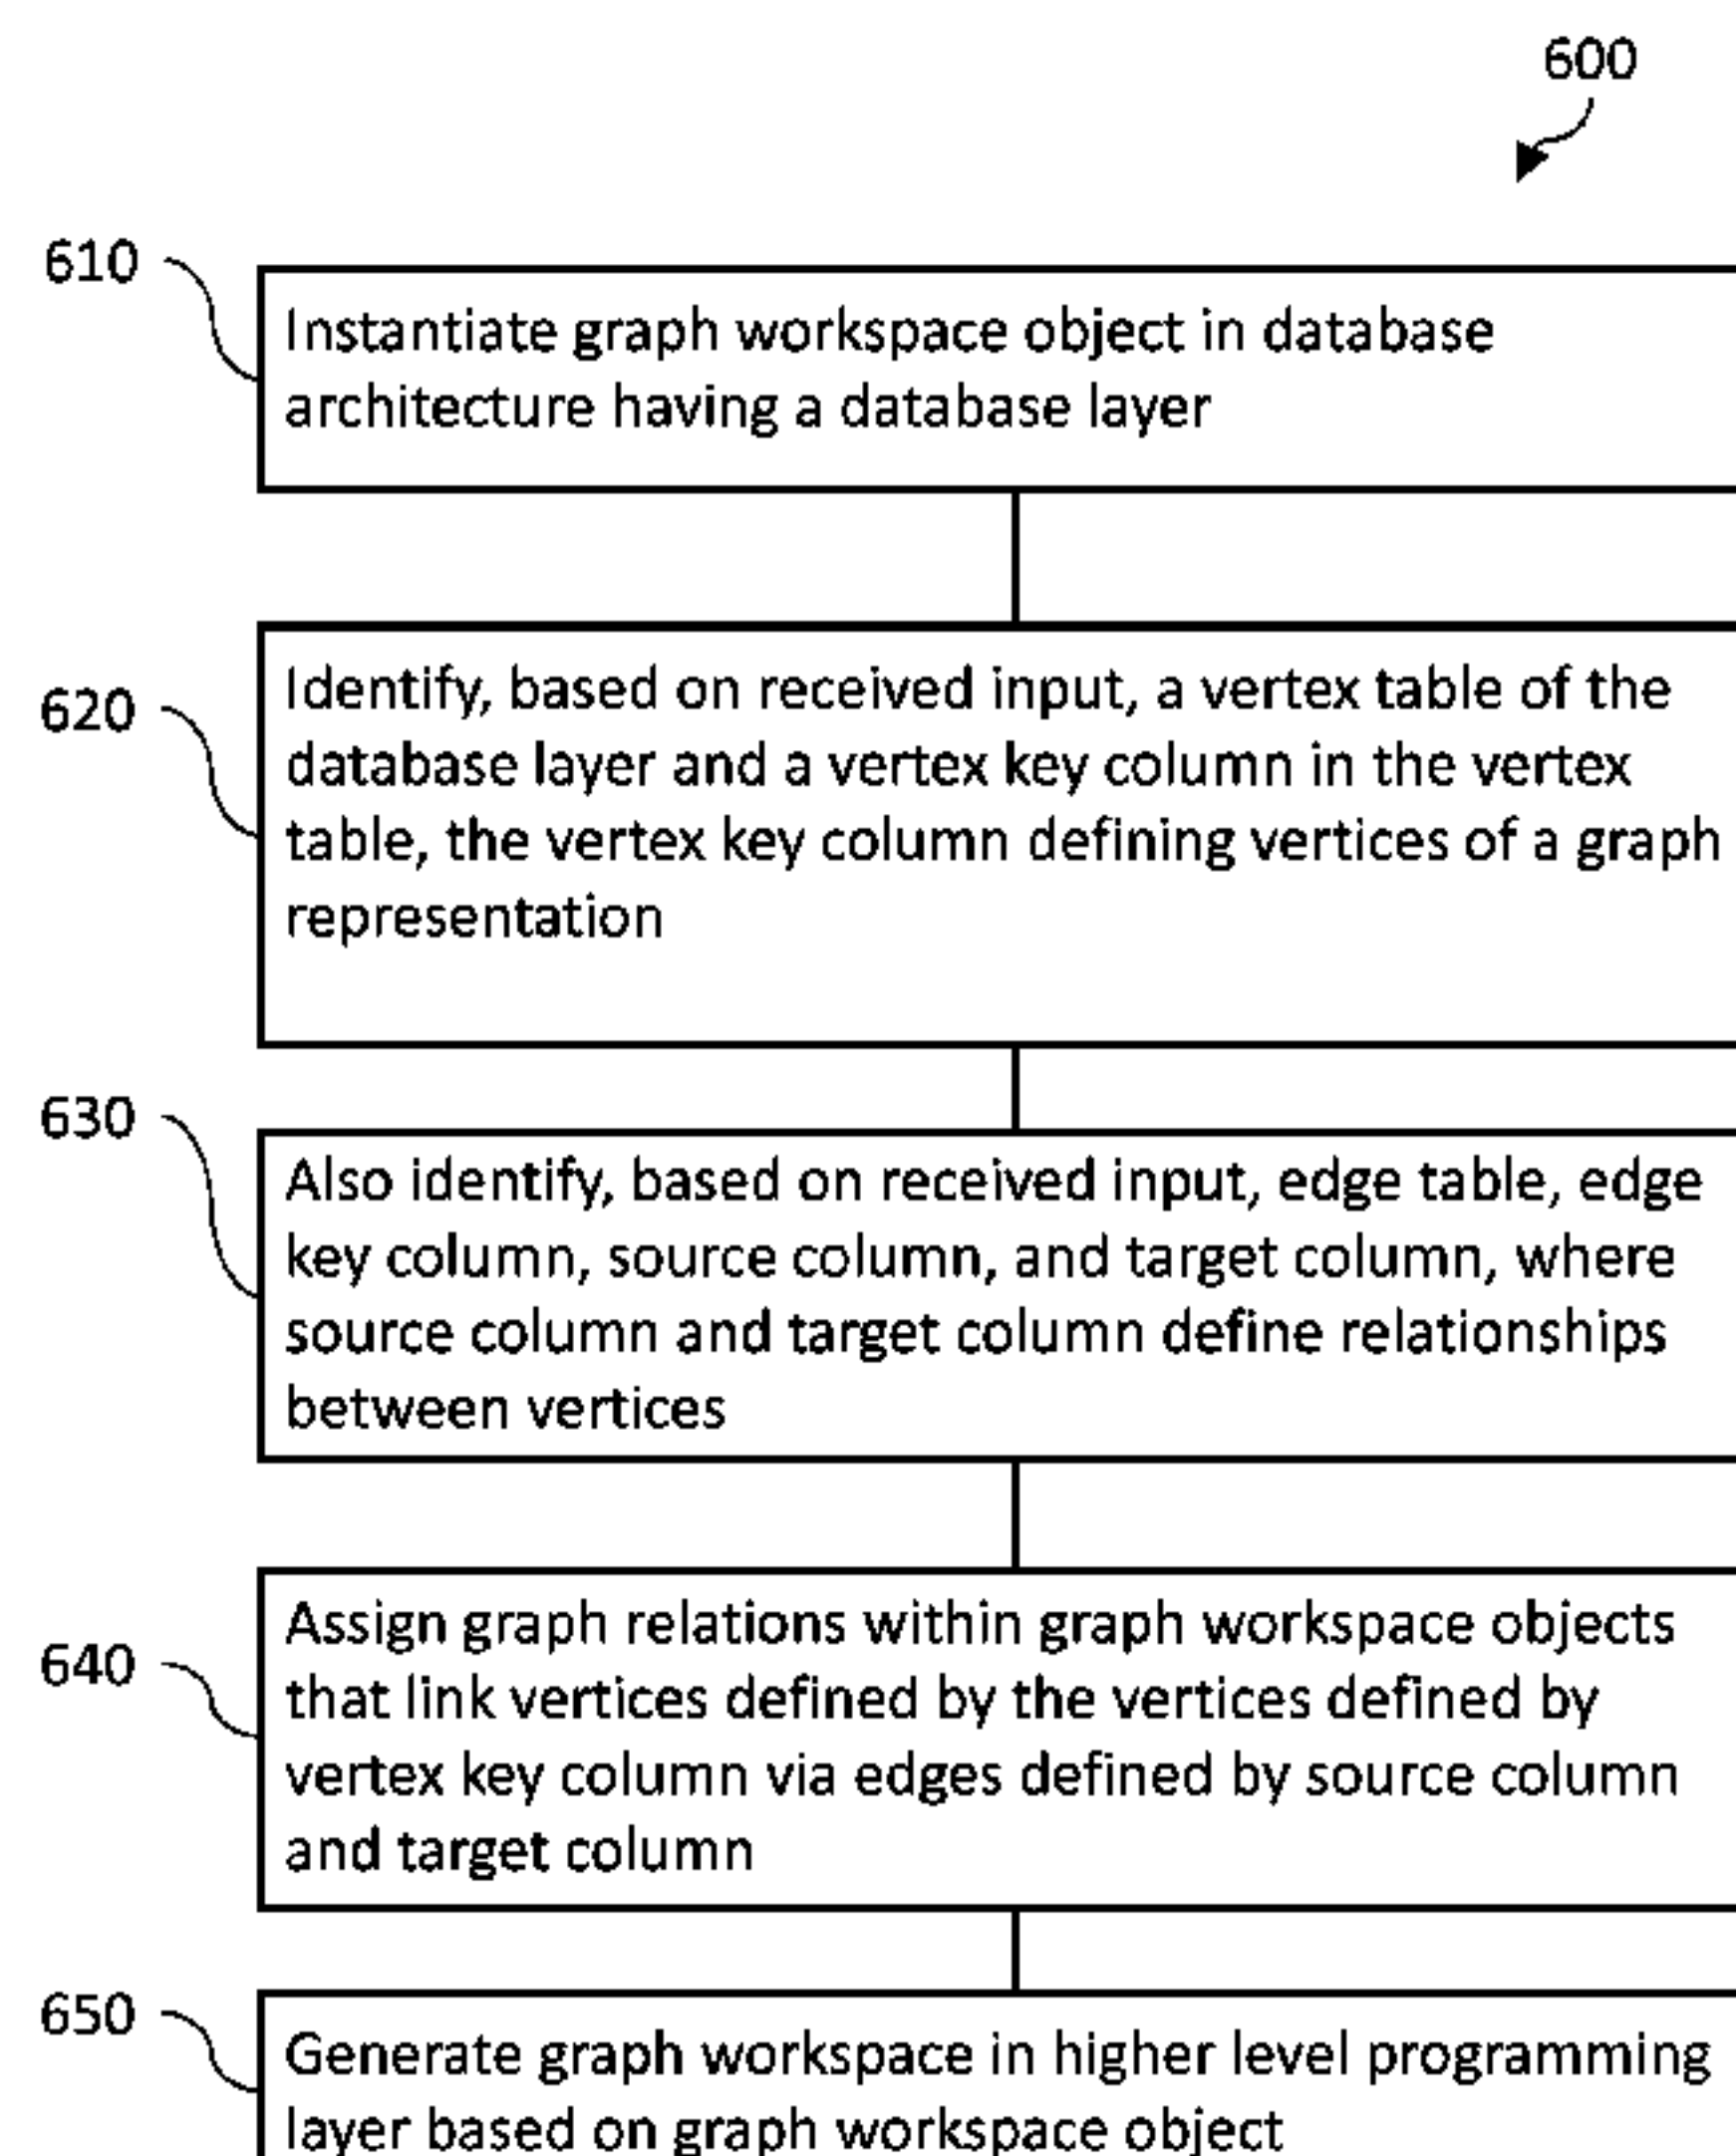 600
610
Instantiate graph workspace object in database
architecture having a database layer
620
Identify, based on received input, a vertex table of the
database layer and a vertex key column in the vertex
table, the vertex key column defining vertices of a graph
representation
630
Also identify, based on received input, edge table, edge
key column, source column, and target column, where
source column and target column define relationships
between vertices
640
Assign graph relations within graph workspace objects
that link vertices defined by the vertices defined by
vertex key column via edges defined by source column
and target column
650
Generate graph workspace in higher level programming
layer based on graph workspace object